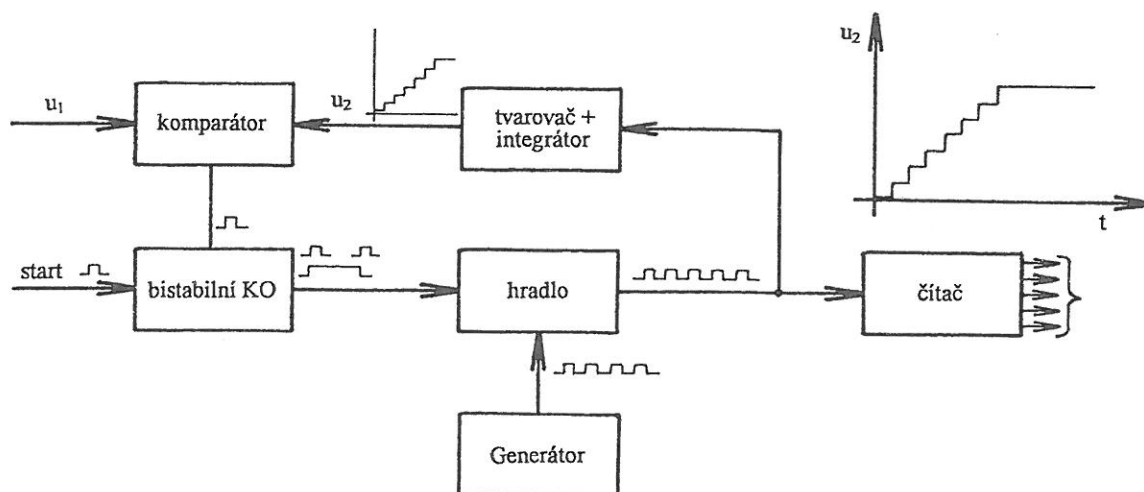 u₂
u₁
komparátor
u₂
tvarovač +
integrátor
t
start
bistabilní KO
hradlo
čítač
Generátor